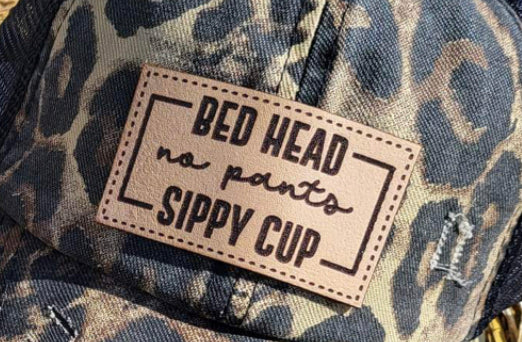 BED HEAD
no pants
SIPPY CUP